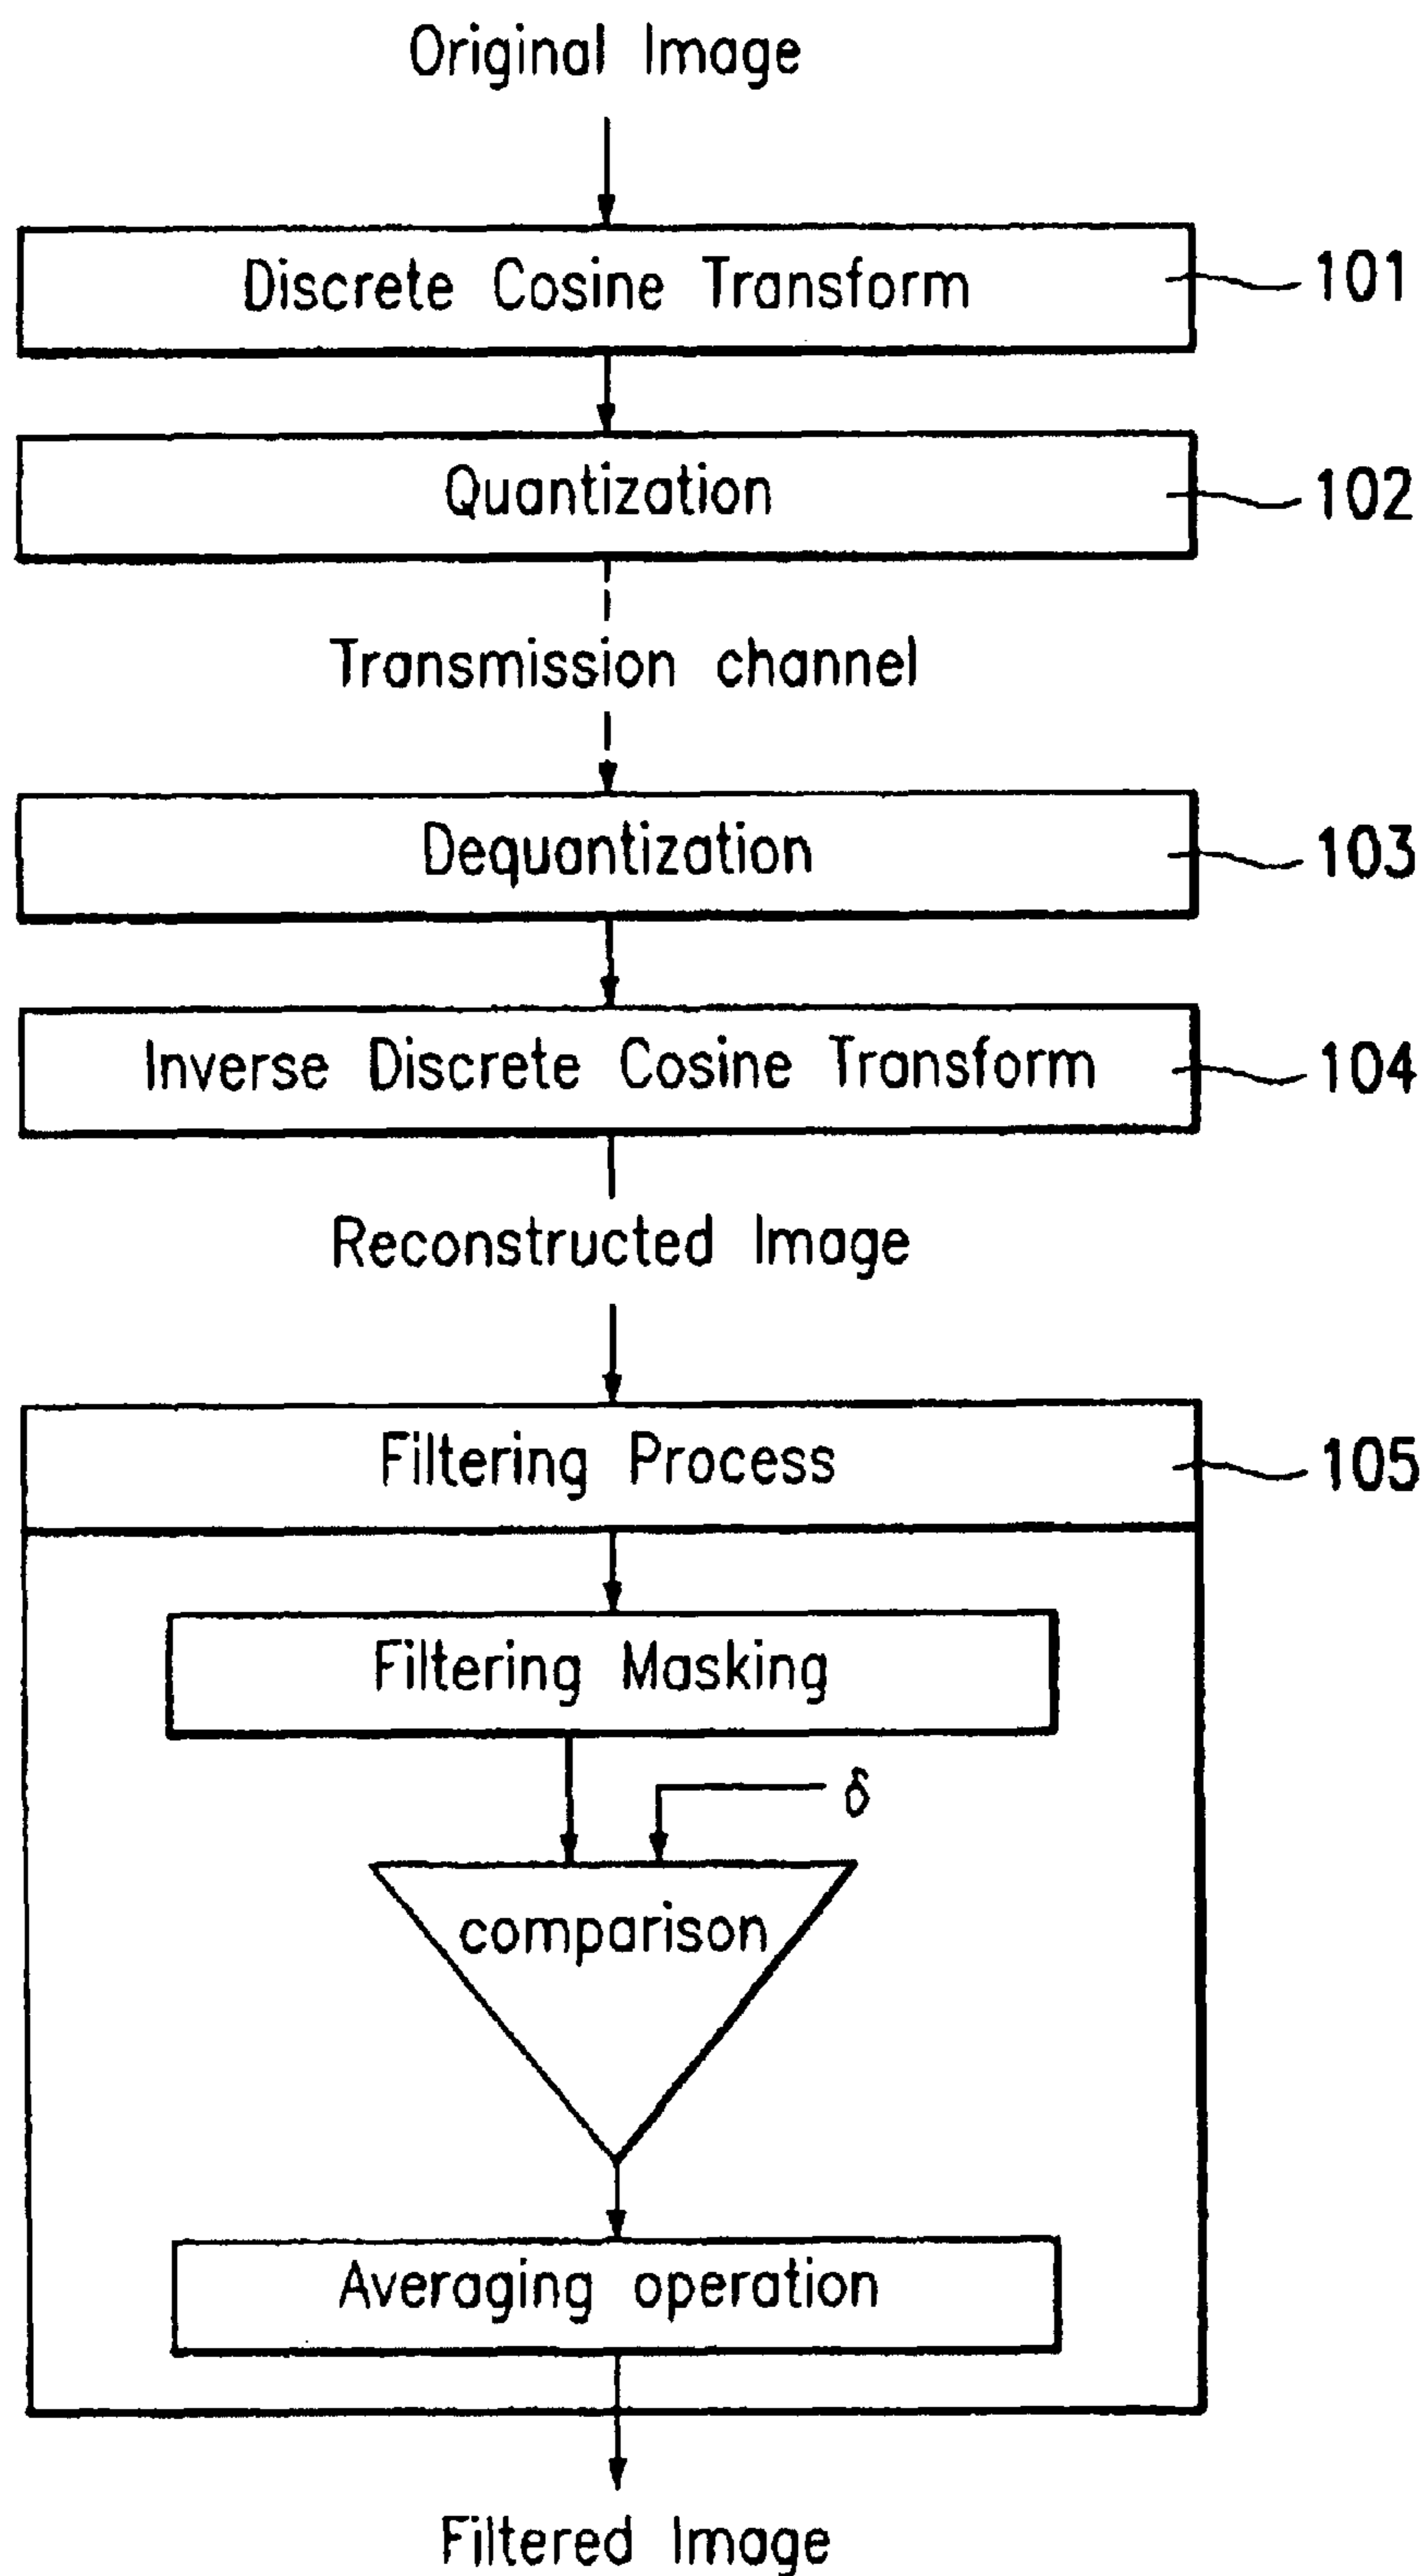 Original Image
Discrete Cosine Transform 101
Quantization 102
Transmission channel
Dequantization 103
Inverse Discrete Cosine Transform 104
Reconstructed Image
Filtering Process 105
Filtering Masking
δ
comparison
Averaging operation
Filtered Image